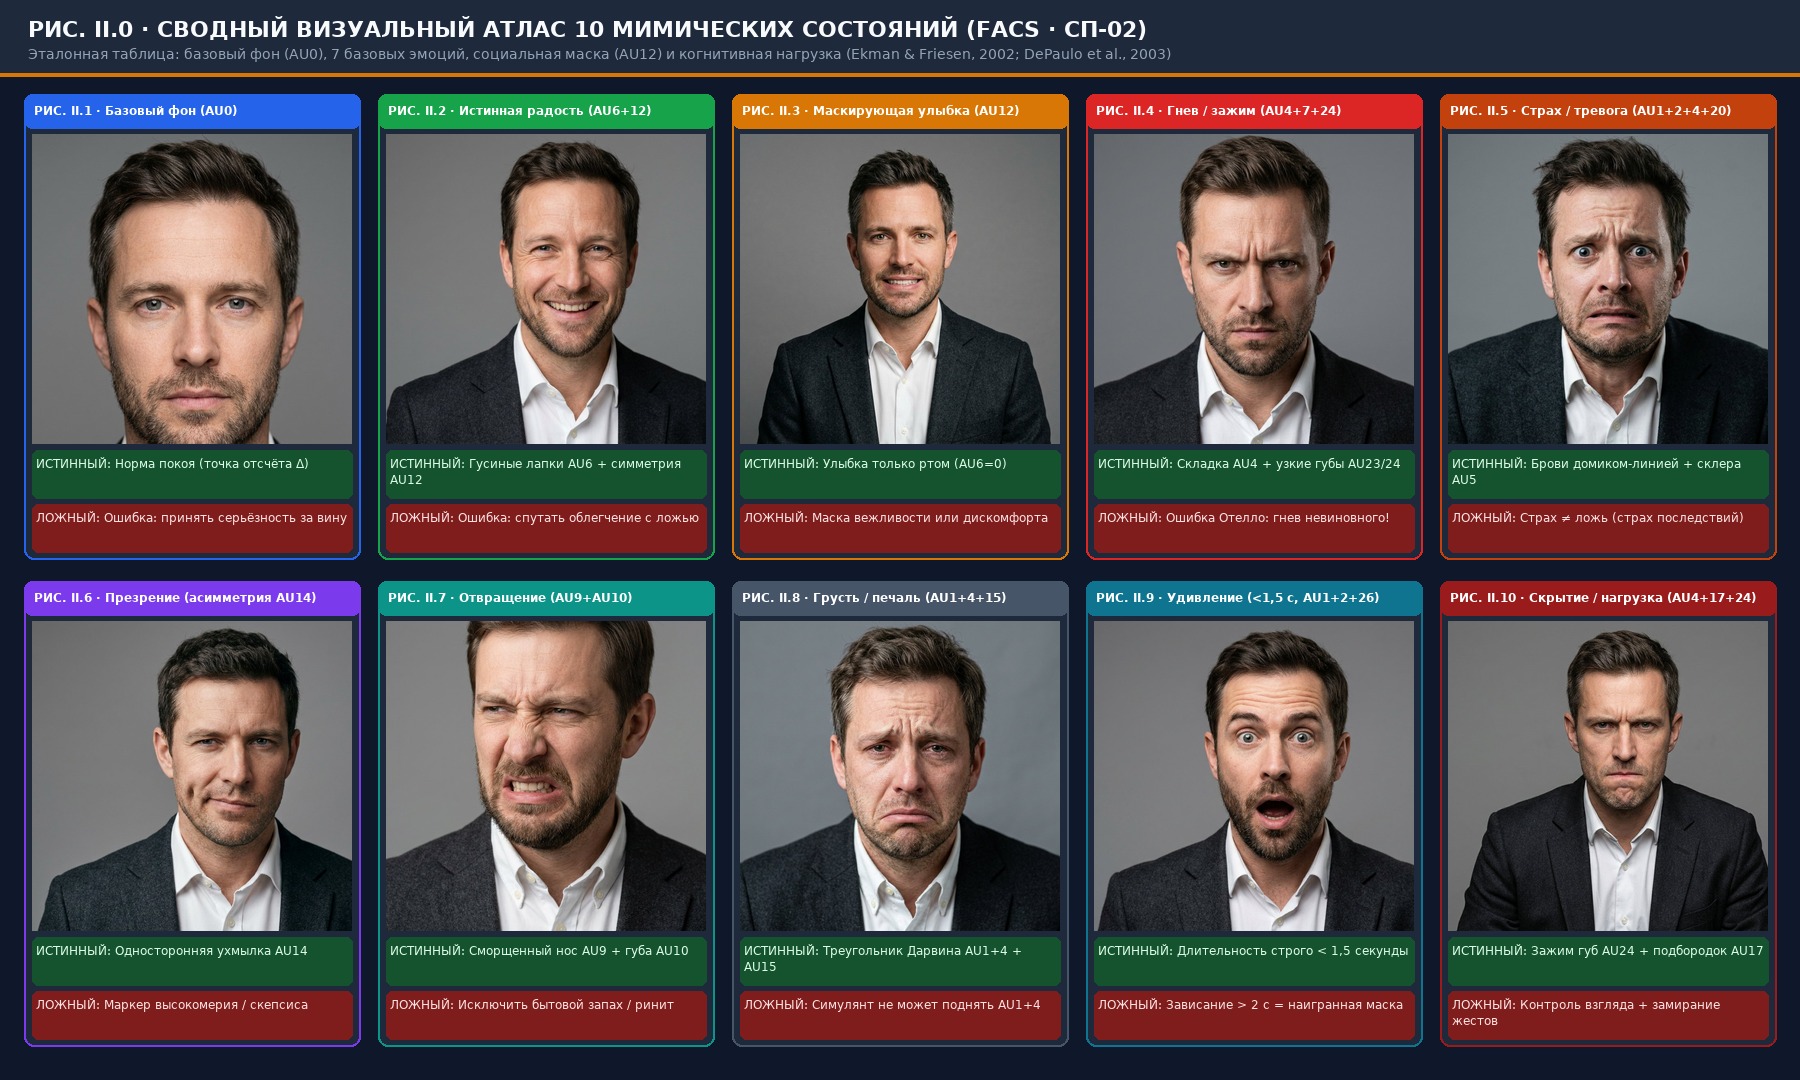 РИС. II.0 · СВОДНЫЙ ВИЗУАЛЬНЫЙ АТЛАС 10 МИМИЧЕСКИХ СОСТОЯНИЙ (FACS · СП-02)
Эталонная таблица: базовый фон (AU0), 7 базовых эмоций, социальная маска (AU12) и когнитивная нагрузка (Ekman & Friesen, 2002; DePaulo et al., 2003)
РИС. II.1 · Базовый фон (AU0)
ИСТИННЫЙ: Норма покоя (точка отсчёта Δ)
ЛОЖНЫЙ: Ошибка: принять серьёзность за вину
РИС. II.2 · Истинная радость (AU6+12)
ИСТИННЫЙ: Гусиные лапки AU6 + симметрия
AU12
ЛОЖНЫЙ: Ошибка: спутать облегчение с ложью
РИС. II.3 · Маскирующая улыбка (AU12)
ИСТИННЫЙ: Улыбка только ртом (AU6=0)
ЛОЖНЫЙ: Маска вежливости или дискомфорта
РИС. II.4 · Гнев / зажим (AU4+7+24)
ИСТИННЫЙ: Складка AU4 + узкие губы AU23/24
ЛОЖНЫЙ: Ошибка Отелло: гнев невиновного!
РИС. II.5 · Страх / тревога (AU1+2+4+20)
ИСТИННЫЙ: Брови домиком-линией + склера
AU5
ЛОЖНЫЙ: Страх ≠ ложь (страх последствий)
РИС. II.6 · Презрение (асимметрия AU14)
ИСТИННЫЙ: Односторонняя ухмылка AU14
ЛОЖНЫЙ: Маркер высокомерия / скепсиса
РИС. II.7 · Отвращение (AU9+AU10)
ИСТИННЫЙ: Сморщенный нос AU9 + губа AU10
ЛОЖНЫЙ: Исключить бытовой запах / ринит
РИС. II.8 · Грусть / печаль (AU1+4+15)
ИСТИННЫЙ: Треугольник Дарвина AU1+4 +
AU15
ЛОЖНЫЙ: Симулянт не может поднять AU1+4
РИС. II.9 · Удивление (<1,5 с, AU1+2+26)
ИСТИННЫЙ: Длительность строго < 1,5 секунды
ЛОЖНЫЙ: Зависание > 2 с = наигранная маска
РИС. II.10 · Скрытие / нагрузка (AU4+17+24)
ИСТИННЫЙ: Зажим губ AU24 + подбородок AU17
ЛОЖНЫЙ: Контроль взгляда + замирание
жестов